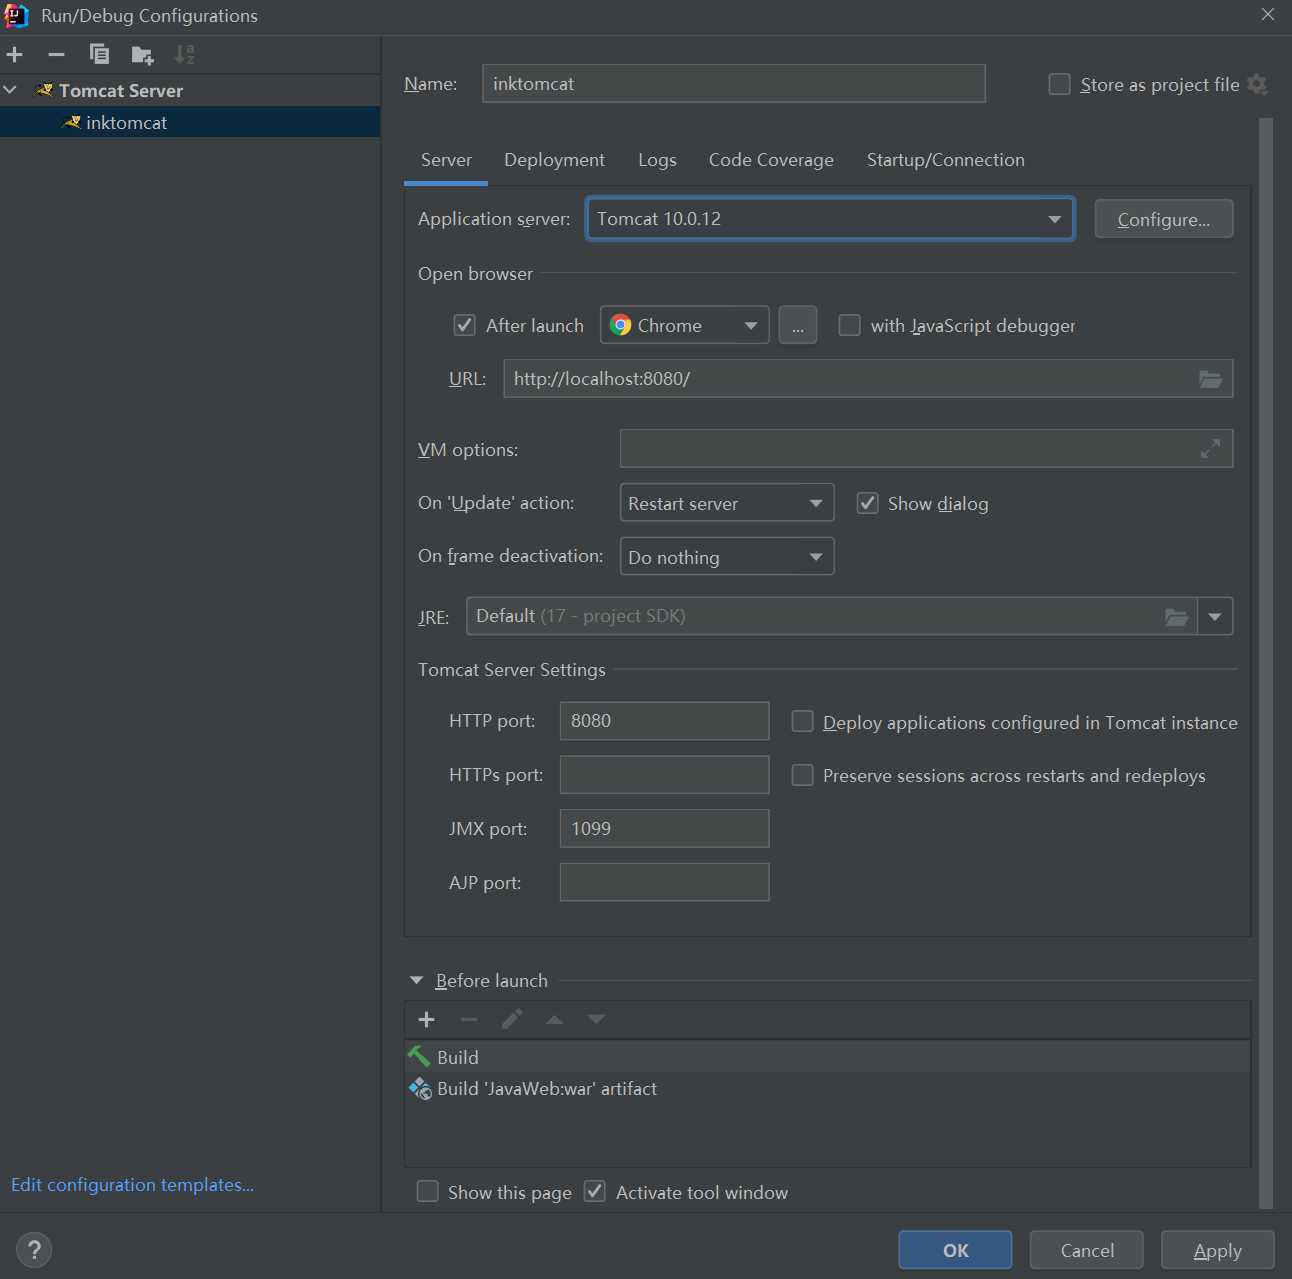 Run/Debug Configurations
Tomcat Server
inktomcat
Name: inktomcat Store as project file
Server Deployment Logs Code Coverage Startup/Connection
Application server: Tomcat 10.0.12 Configure...
Open browser
After launch Chrome ... with JavaScript debugger
URL: http://localhost:8080/
VM options:
On 'Update' action: Restart server Show dialog
On frame deactivation: Do nothing
JRE: Default (17 - project SDK)
Tomcat Server Settings
HTTP port: 8080 Deploy applications configured in Tomcat instance
HTTPs port: Preserve sessions across restarts and redeploys
JMX port: 1099
AJP port:
Before launch
Build
Build 'JavaWeb:war' artifact
Edit configuration templates...
Show this page Activate tool window
? OK Cancel Apply